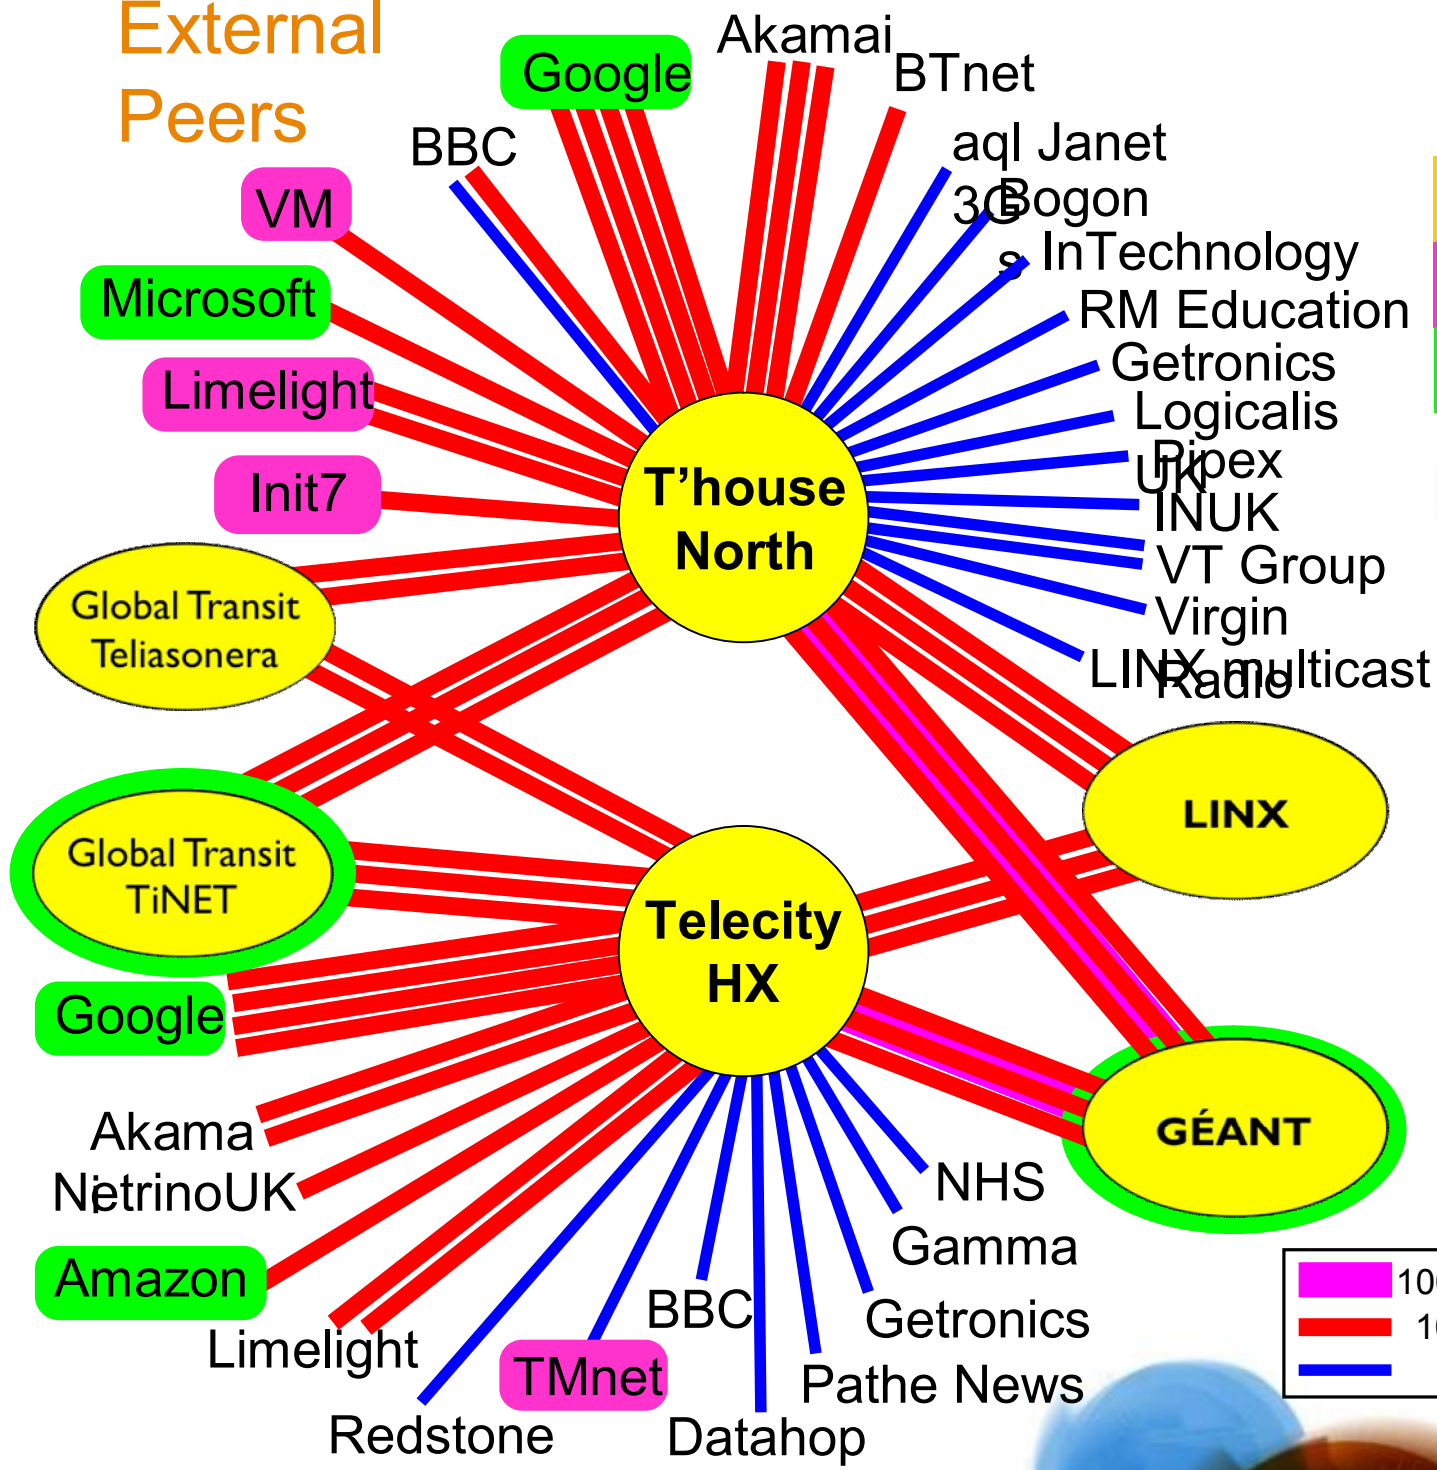 External
Peers
Google
Akamai
BTnet
BBC
aql Janet
3G
s
Bogon
VM
InTechnology
Microsoft
RM Education
Getronics
Limelight
Logicalis
UK
Pipex
Init7
INUK
T’house
North
VT Group
Virgin
Radio
LINX multicast
Global Transit
Teliasonera
LINX
Global Transit
TiNET
Telecity
HX
Google
Akama
i
NetrinoUK
GÉANT
NHS
Gamma
Amazon
BBC
Getronics
Limelight
TMnet
Pathe News
Redstone
Datahop